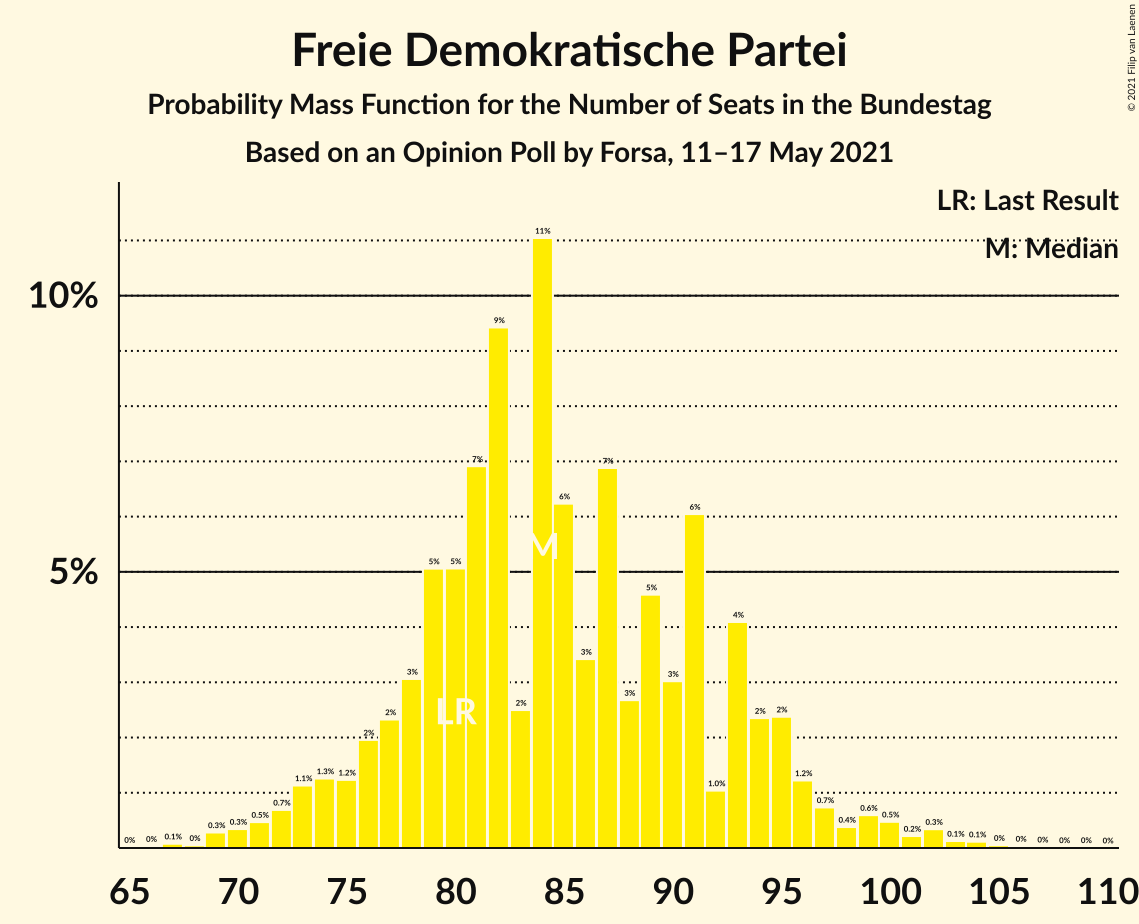 Freie Demokratische Partei
Probability Mass Function for the Number of Seats in the Bundestag
Based on an Opinion Poll by Forsa, 11–17 May 2021
© 2021 Filip van Laenen
LR: Last Result
M: Median
10%
5%
0% 0% 0.1% 0% 0.3% 0.3% 0.5% 0.7% 1.1% 1.3% 1.2% 2% 2% 3% 5% 5% 7% 9% 2% 11% 6% 3% 7% 3% 5% 3% 6% 1.0% 4% 2% 2% 1.2% 0.7% 0.4% 0.6% 0.5% 0.2% 0.3% 0.1% 0.1% 0% 0% 0% 0% 0% 0%
M
LR
65 70 75 80 85 90 95 100 105 110